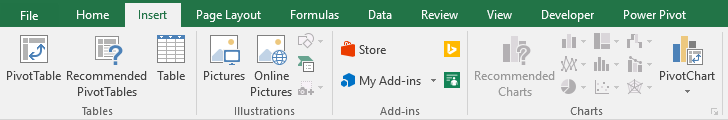 File Home Insert Page Layout Formulas Data Review View Developer Power Pivot
PivotTable Recommended PivotTables Table
Tables
Pictures Online Pictures
Illustrations
Store
My Add-ins
Add-ins
Recommended Charts
PivotChart
Charts